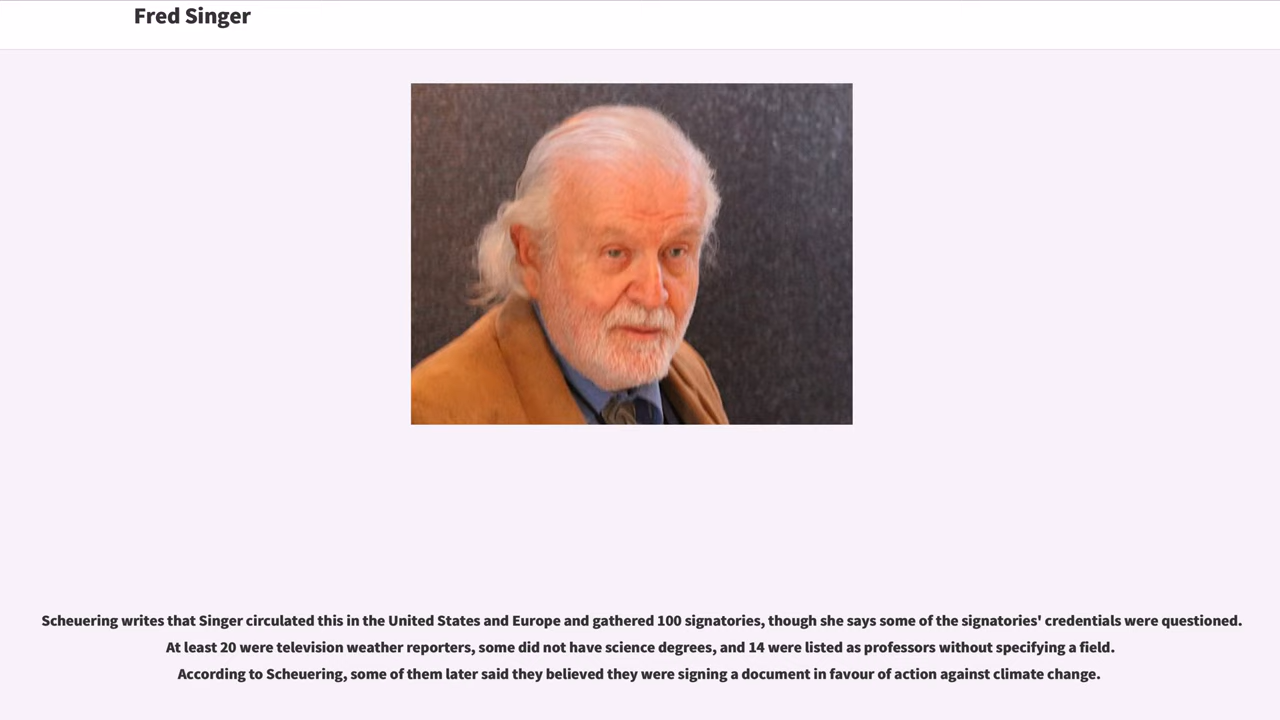 Fred Singer
Scheuering writes that Singer circulated this in the United States and Europe and gathered 100 signatories, though she says some of the signatories' credentials were questioned.
At least 20 were television weather reporters, some did not have science degrees, and 14 were listed as professors without specifying a field.
According to Scheuering, some of them later said they believed they were signing a document in favour of action against climate change.